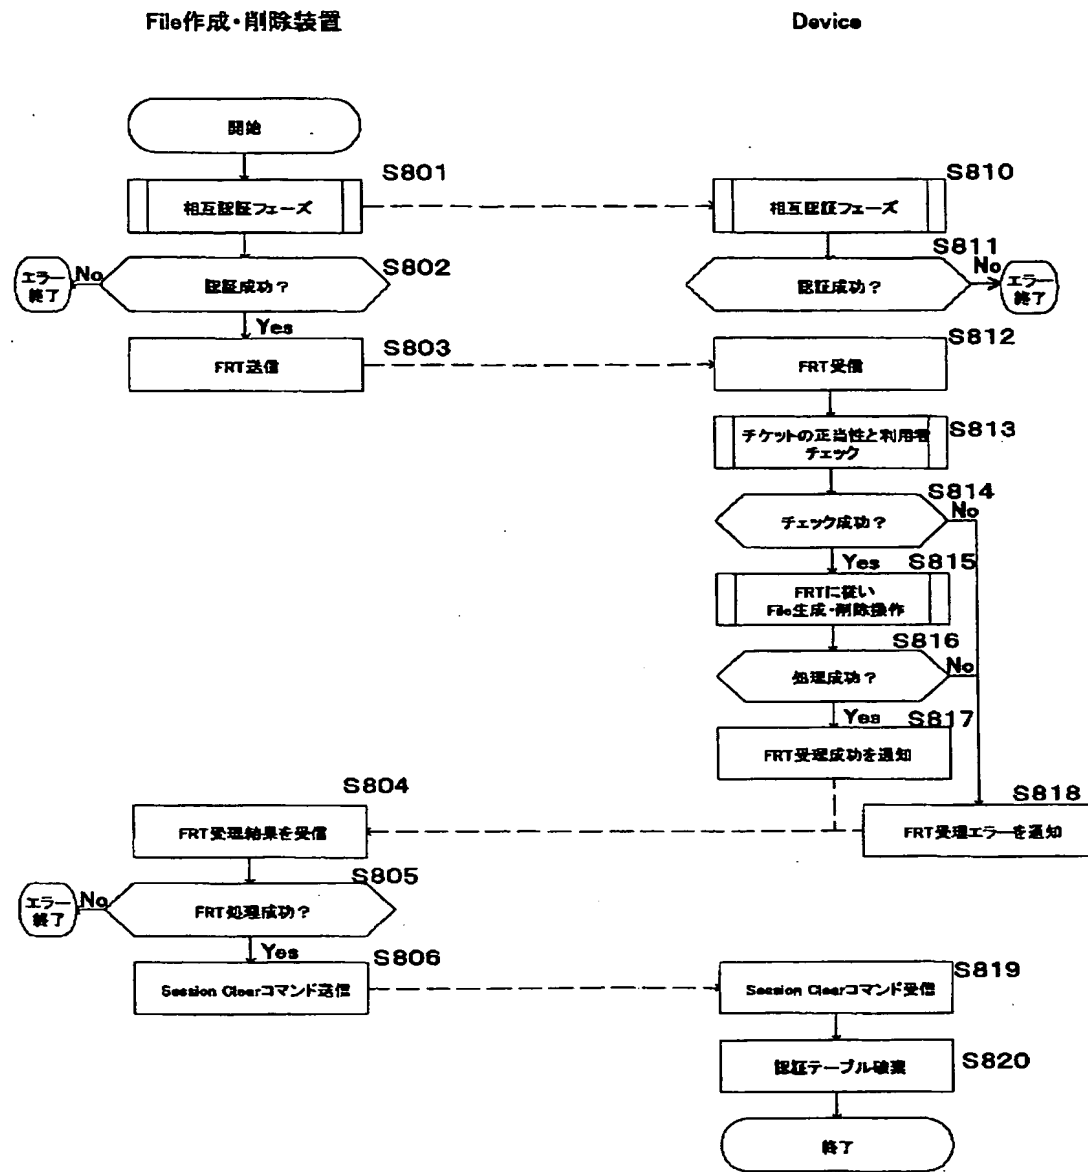 File作成・削除装置
Device
開始
S801
相互認証フェーズ
S810
相互認証フェーズ
S802
認証成功？
No
エラー
終了
Yes
S811
認証成功？
No
エラー
終了
S803
FRT送信
S812
FRT受信
S813
チケットの正当性と利用者
チェック
S814
チェック成功？
No
Yes
S815
FRTに従い
File生成・削除操作
S816
処理成功？
No
Yes
S817
FRT受理成功を通知
S818
FRT受理エラーを通知
S804
FRT受理結果を受信
S805
FRT処理成功？
No
エラー
終了
Yes
S806
Session Clearコマンド送信
S819
Session Clearコマンド受信
S820
認証テーブル破棄
終了